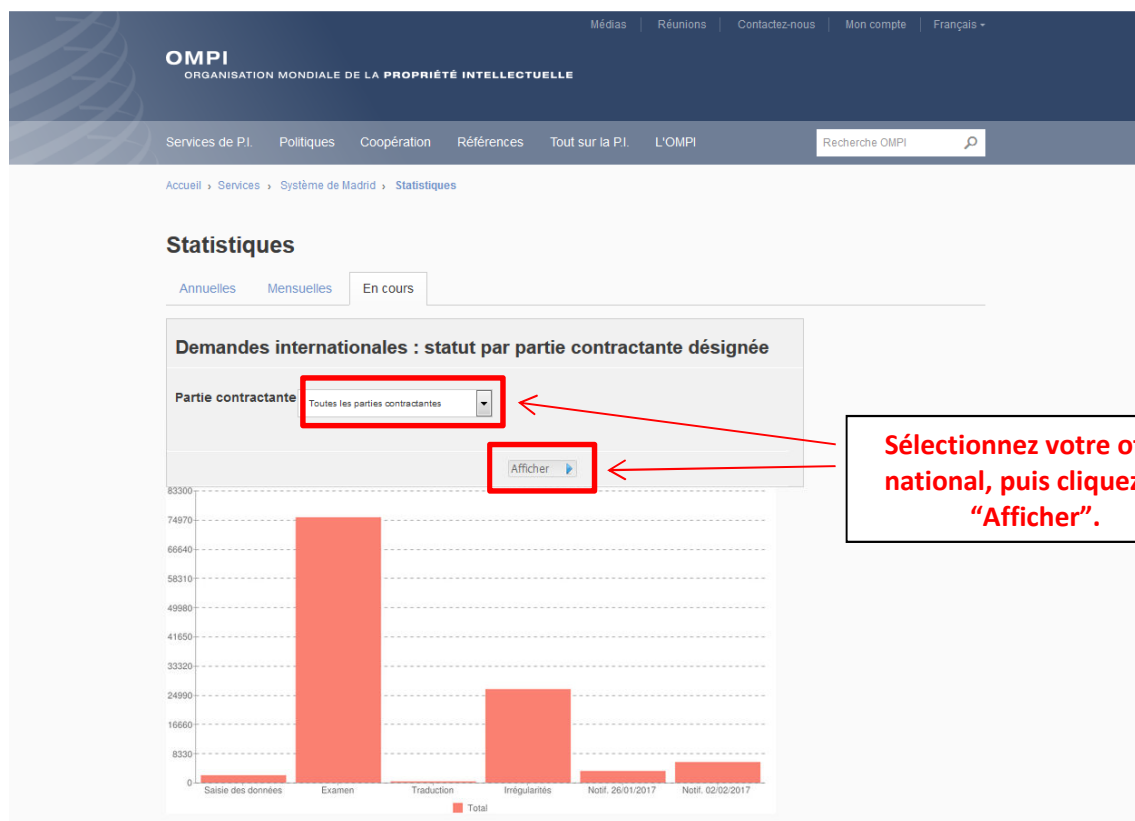 Médias Réunions Contactez-nous Mon compte Français
OMPI
ORGANISATION MONDIALE DE LA PROPRIÉTÉ INTELLECTUELLE
Services de P.I. Politiques Coopération Références Tout sur la P.I. L'OMPI Recherche OMPI
Accueil › Services › Système de Madrid › Statistiques
Statistiques
Annuelles Mensuelles En cours
Demandes internationales : statut par partie contractante désignée
Partie contractante Toutes les parties contractantes
Afficher
Sélectionnez votre
national, puis cliquez
“Afficher”.
83300
74970
66640
58310
49980
41650
33320
24990
16660
8330
0
Saisie des données Examen Traduction Irrégularités Notif. 26/01/2017 Notif. 02/02/2017
Total